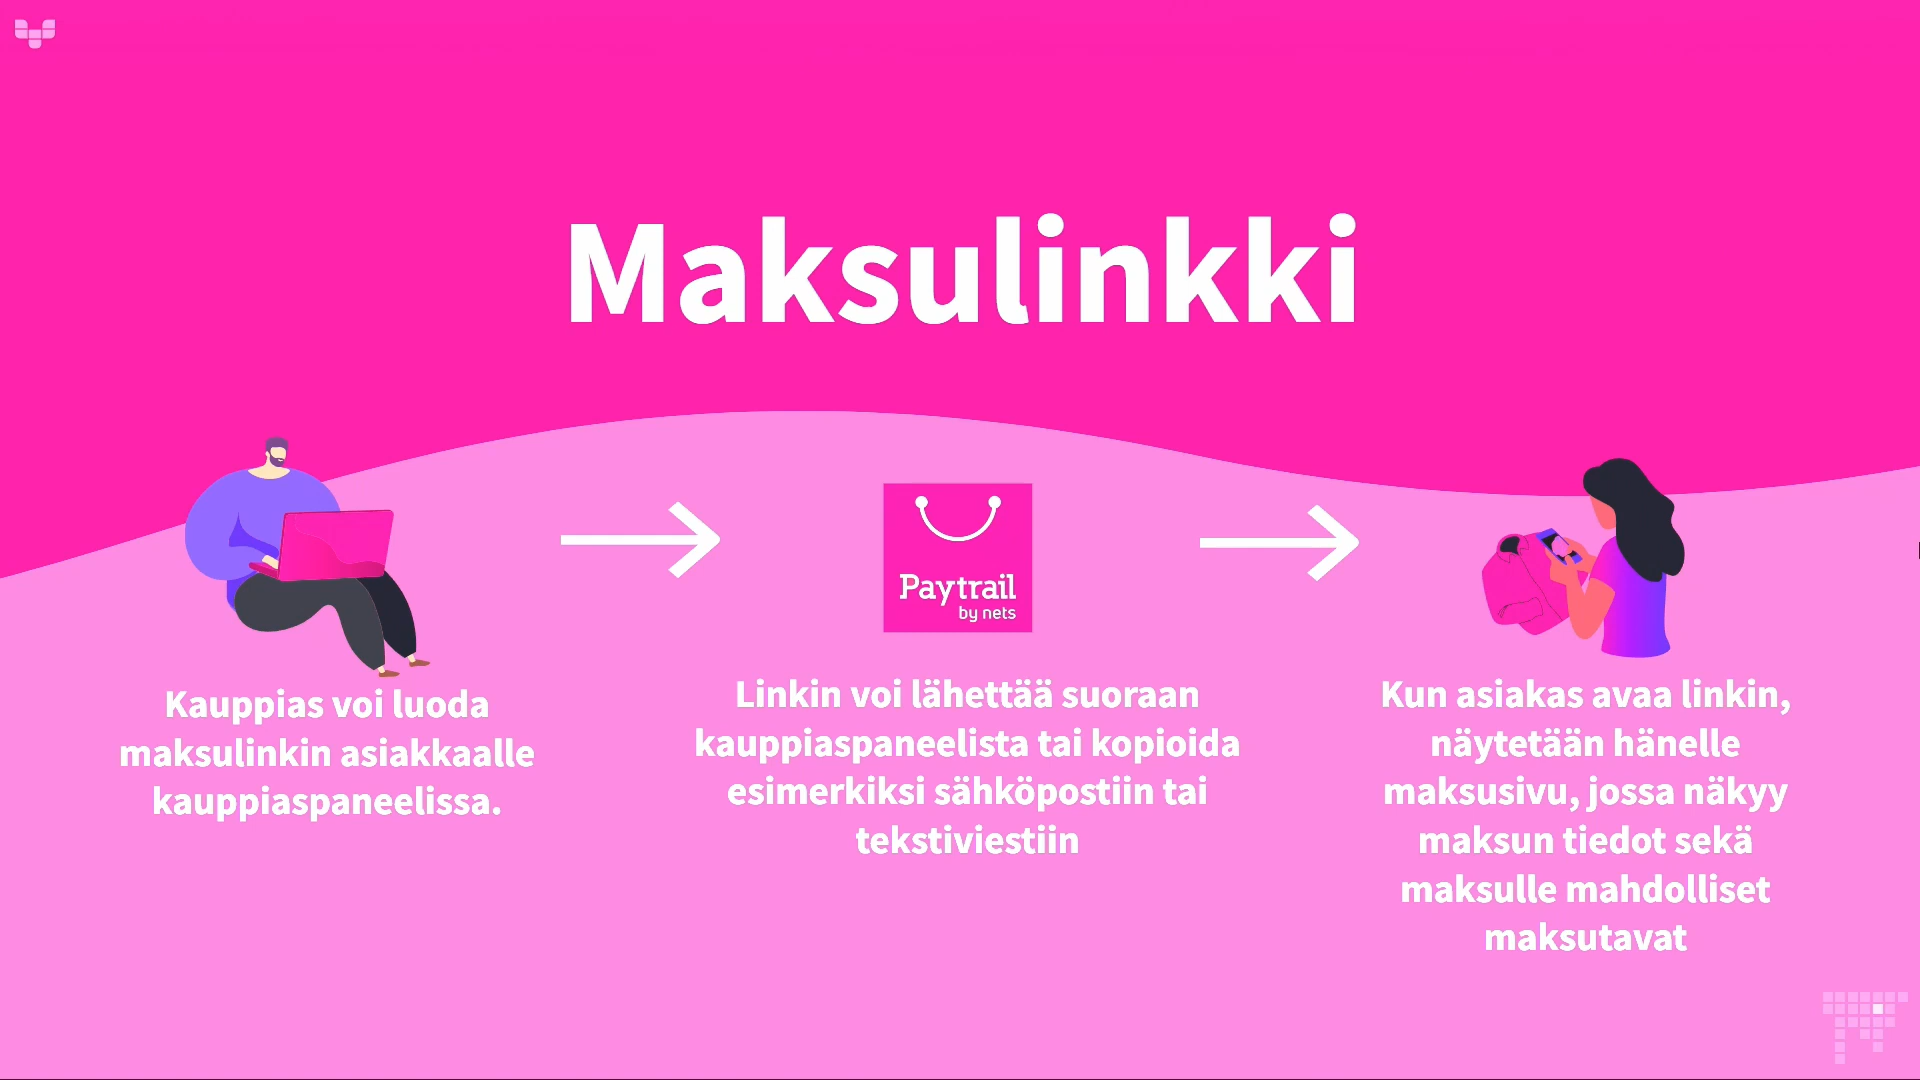 Maksulinkki
Paytrail
by nets
Kauppias voi luoda
maksulinkin asiakkaalle
kauppiaspaneelissa.
Linkin voi lähettää suoraan
kauppiaspaneelista tai kopioida
esimerkiksi sähköpostiin tai
tekstiviestiin
Kun asiakas avaa linkin,
näytetään hänelle
maksusivu, jossa näkyy
maksun tiedot sekä
maksulle mahdolliset
maksutavat